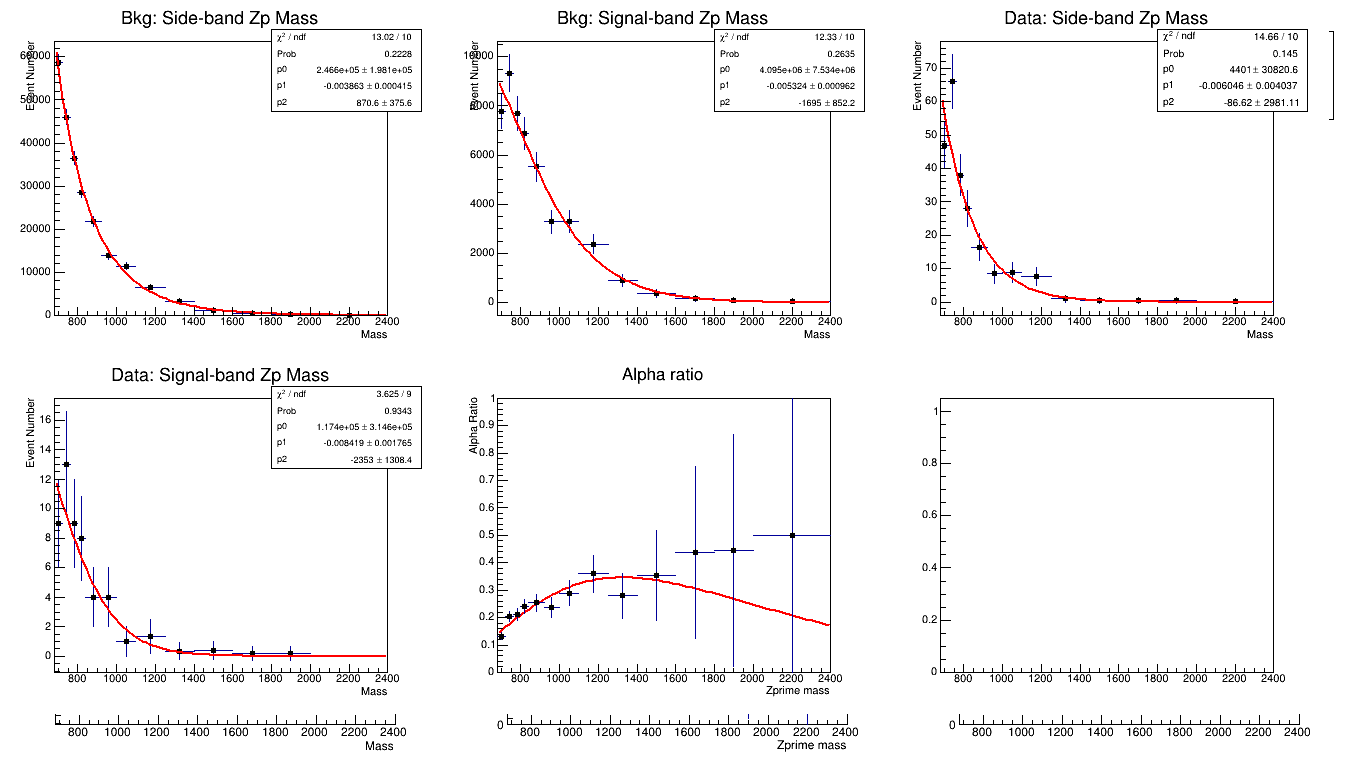 Bkg: Side-band Zp Mass
Event Number
χ² / ndf 13.02 / 10
Prob 0.2228
p0 2.466e+05 ± 1.981e+05
p1 -0.003863 ± 0.000415
p2 870.6 ± 375.6
60000
50000
40000
30000
20000
10000
0
800 1000 1200 1400 1600 1800 2000 2200 2400
Mass
Bkg: Signal-band Zp Mass
Event Number
χ² / ndf 12.33 / 10
Prob 0.2635
p0 4.095e+06 ± 7.534e+06
p1 -0.005324 ± 0.000962
p2 -1695 ± 852.2
10000
8000
6000
4000
2000
0
800 1000 1200 1400 1600 1800 2000 2200 2400
Mass
Data: Side-band Zp Mass
Event Number
χ² / ndf 14.66 / 10
Prob 0.145
p0 4401 ± 30820.6
p1 -0.006046 ± 0.004037
p2 -86.62 ± 2981.11
70
60
50
40
30
20
10
0
800 1000 1200 1400 1600 1800 2000 2200 2400
Mass
Data: Signal-band Zp Mass
Event Number
χ² / ndf 3.625 / 9
Prob 0.9343
p0 1.174e+05 ± 3.146e+05
p1 -0.008419 ± 0.001765
p2 -2353 ± 1308.4
16
14
12
10
8
6
4
2
0
800 1000 1200 1400 1600 1800 2000 2200 2400
Mass
Alpha ratio
Alpha Ratio
1
0.9
0.8
0.7
0.6
0.5
0.4
0.3
0.2
0.1
0
800 1000 1200 1400 1600 1800 2000 2200 2400
Zprime mass
1
0.8
0.6
0.4
0.2
0
800 1000 1200 1400 1600 1800 2000 2200 2400
800 1000 1200 1400 1600 1800 2000 2200 2400
Mass
0
800 1000 1200 1400 1600 1800 2000 2200 2400
Zprime mass
0
800 1000 1200 1400 1600 1800 2000 2200 2400